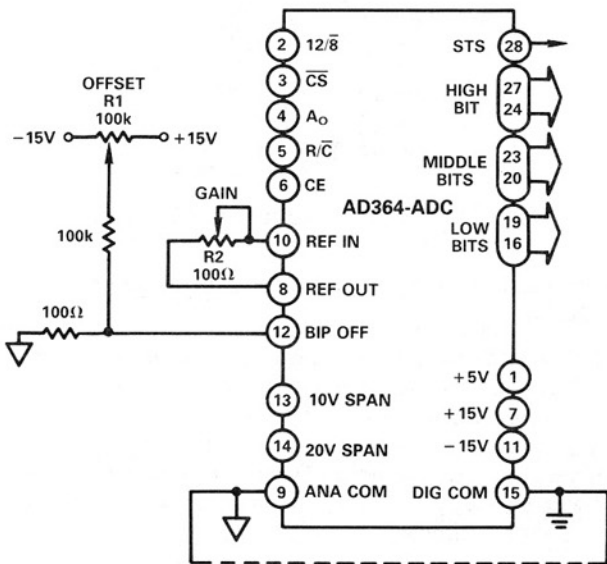 2 12/8̅
3 C̅S̅
4 A₀
5 R/C̅
6 CE
OFFSET
R1
100k
−15V
+15V
100k
GAIN
R2
100Ω
10 REF IN
8 REF OUT
100Ω
12 BIP OFF
13 10V SPAN
14 20V SPAN
9 ANA COM
AD364-ADC
STS 28
HIGH BIT 27 24
MIDDLE BITS 23 20
LOW BITS 19 16
+5V 1
+15V 7
−15V 11
DIG COM 15